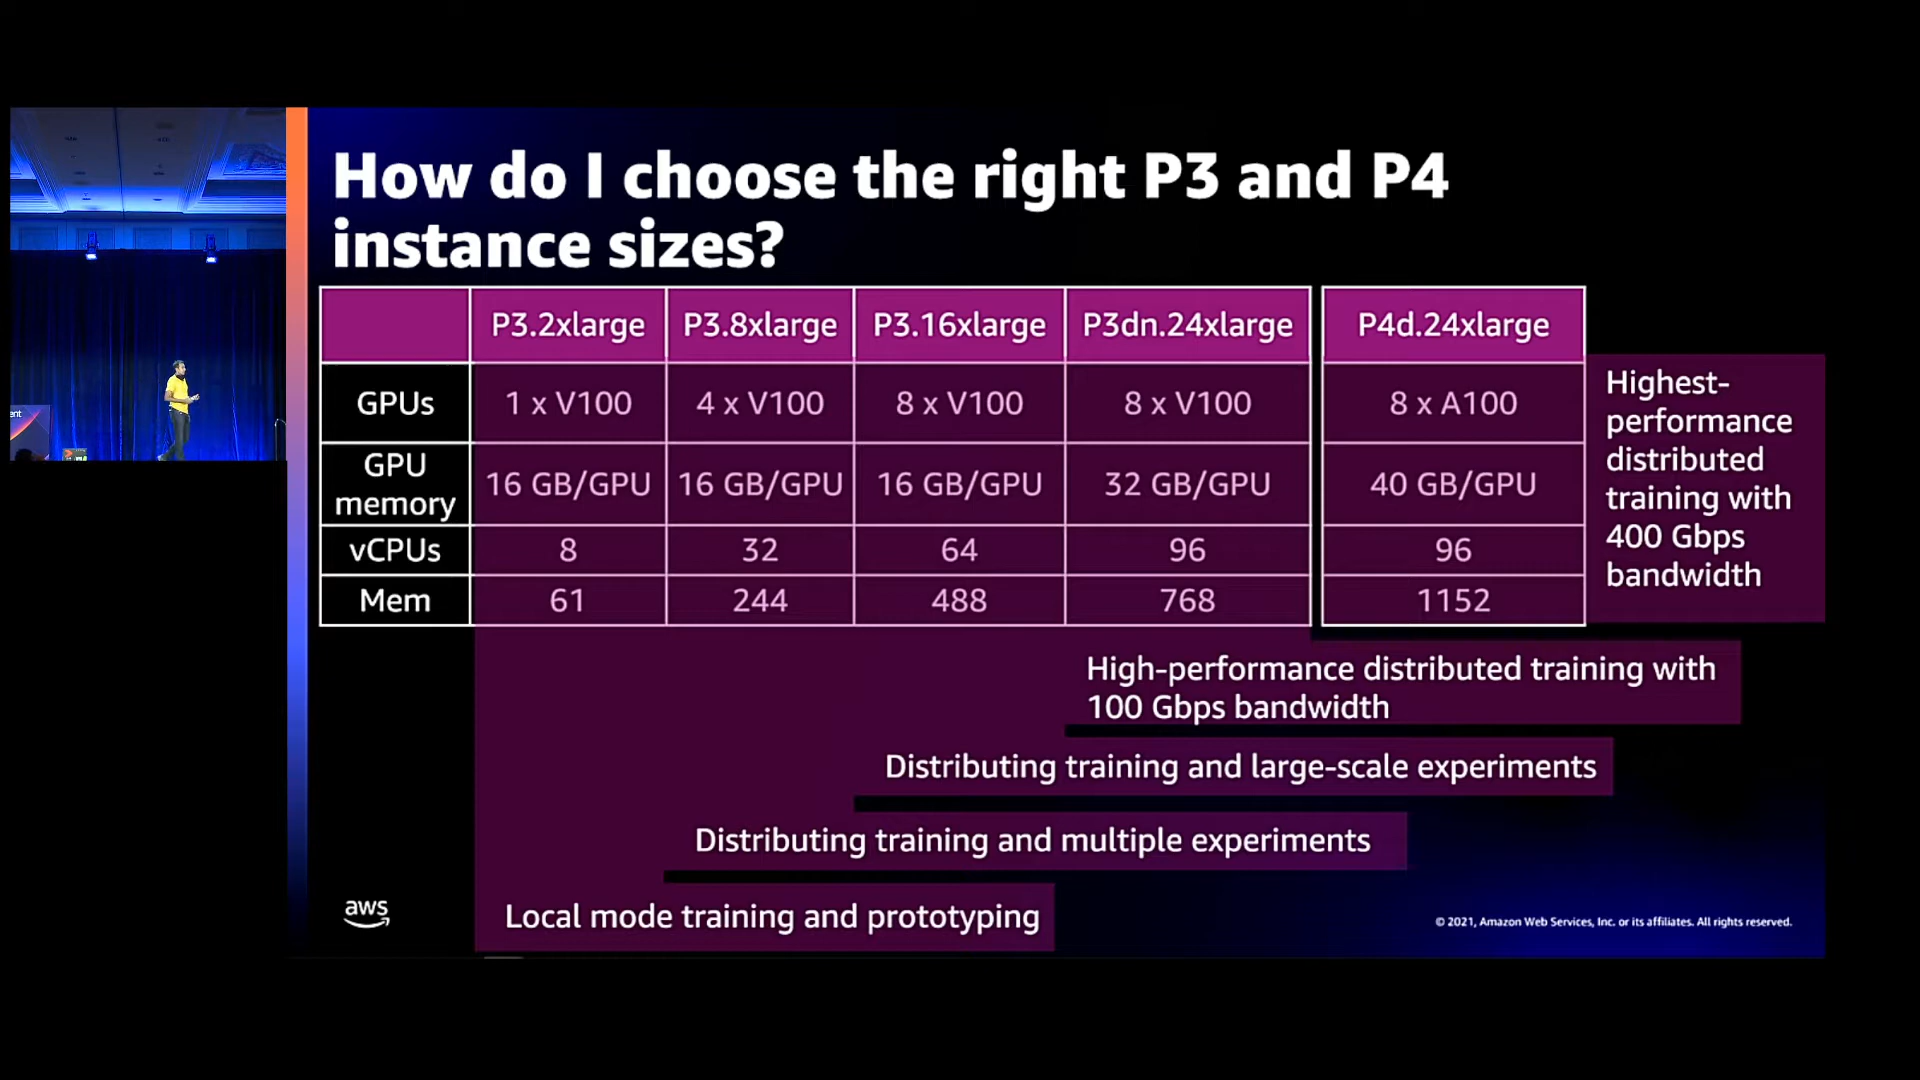 How do I choose the right P3 and P4
instance sizes?
P3.2xlarge P3.8xlarge P3.16xlarge P3dn.24xlarge P4d.24xlarge
GPUs 1 x V100 4 x V100 8 x V100 8 x V100 8 x A100
GPU memory 16 GB/GPU 16 GB/GPU 16 GB/GPU 32 GB/GPU 40 GB/GPU
vCPUs 8 32 64 96 96
Mem 61 244 488 768 1152
Highest-
performance
distributed
training with
400 Gbps
bandwidth
High-performance distributed training with
100 Gbps bandwidth
Distributing training and large-scale experiments
Distributing training and multiple experiments
Local mode training and prototyping
aws
© 2021, Amazon Web Services, Inc. or its affiliates. All rights reserved.
ent